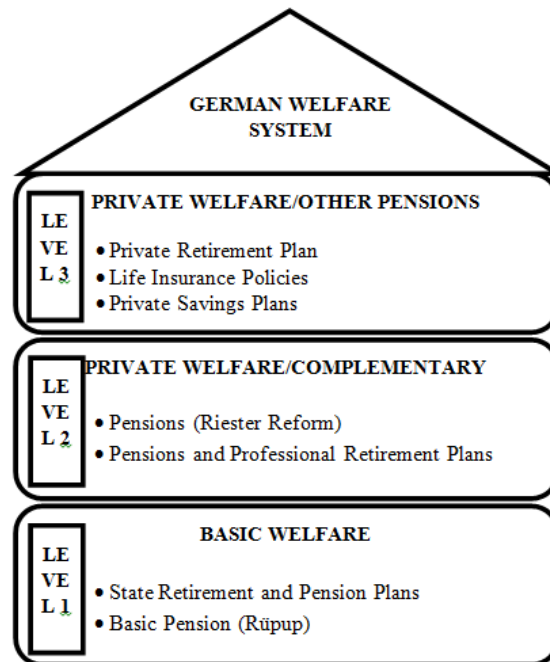 GERMAN WELFARE
SYSTEM
LE
VE
L 3
PRIVATE WELFARE/OTHER PENSIONS
• Private Retirement Plan
• Life Insurance Policies
• Private Savings Plans
LE
VE
L 2
PRIVATE WELFARE/COMPLEMENTARY
• Pensions (Riester Reform)
• Pensions and Professional Retirement Plans
LE
VE
L 1
BASIC WELFARE
• State Retirement and Pension Plans
• Basic Pension (Rüpup)